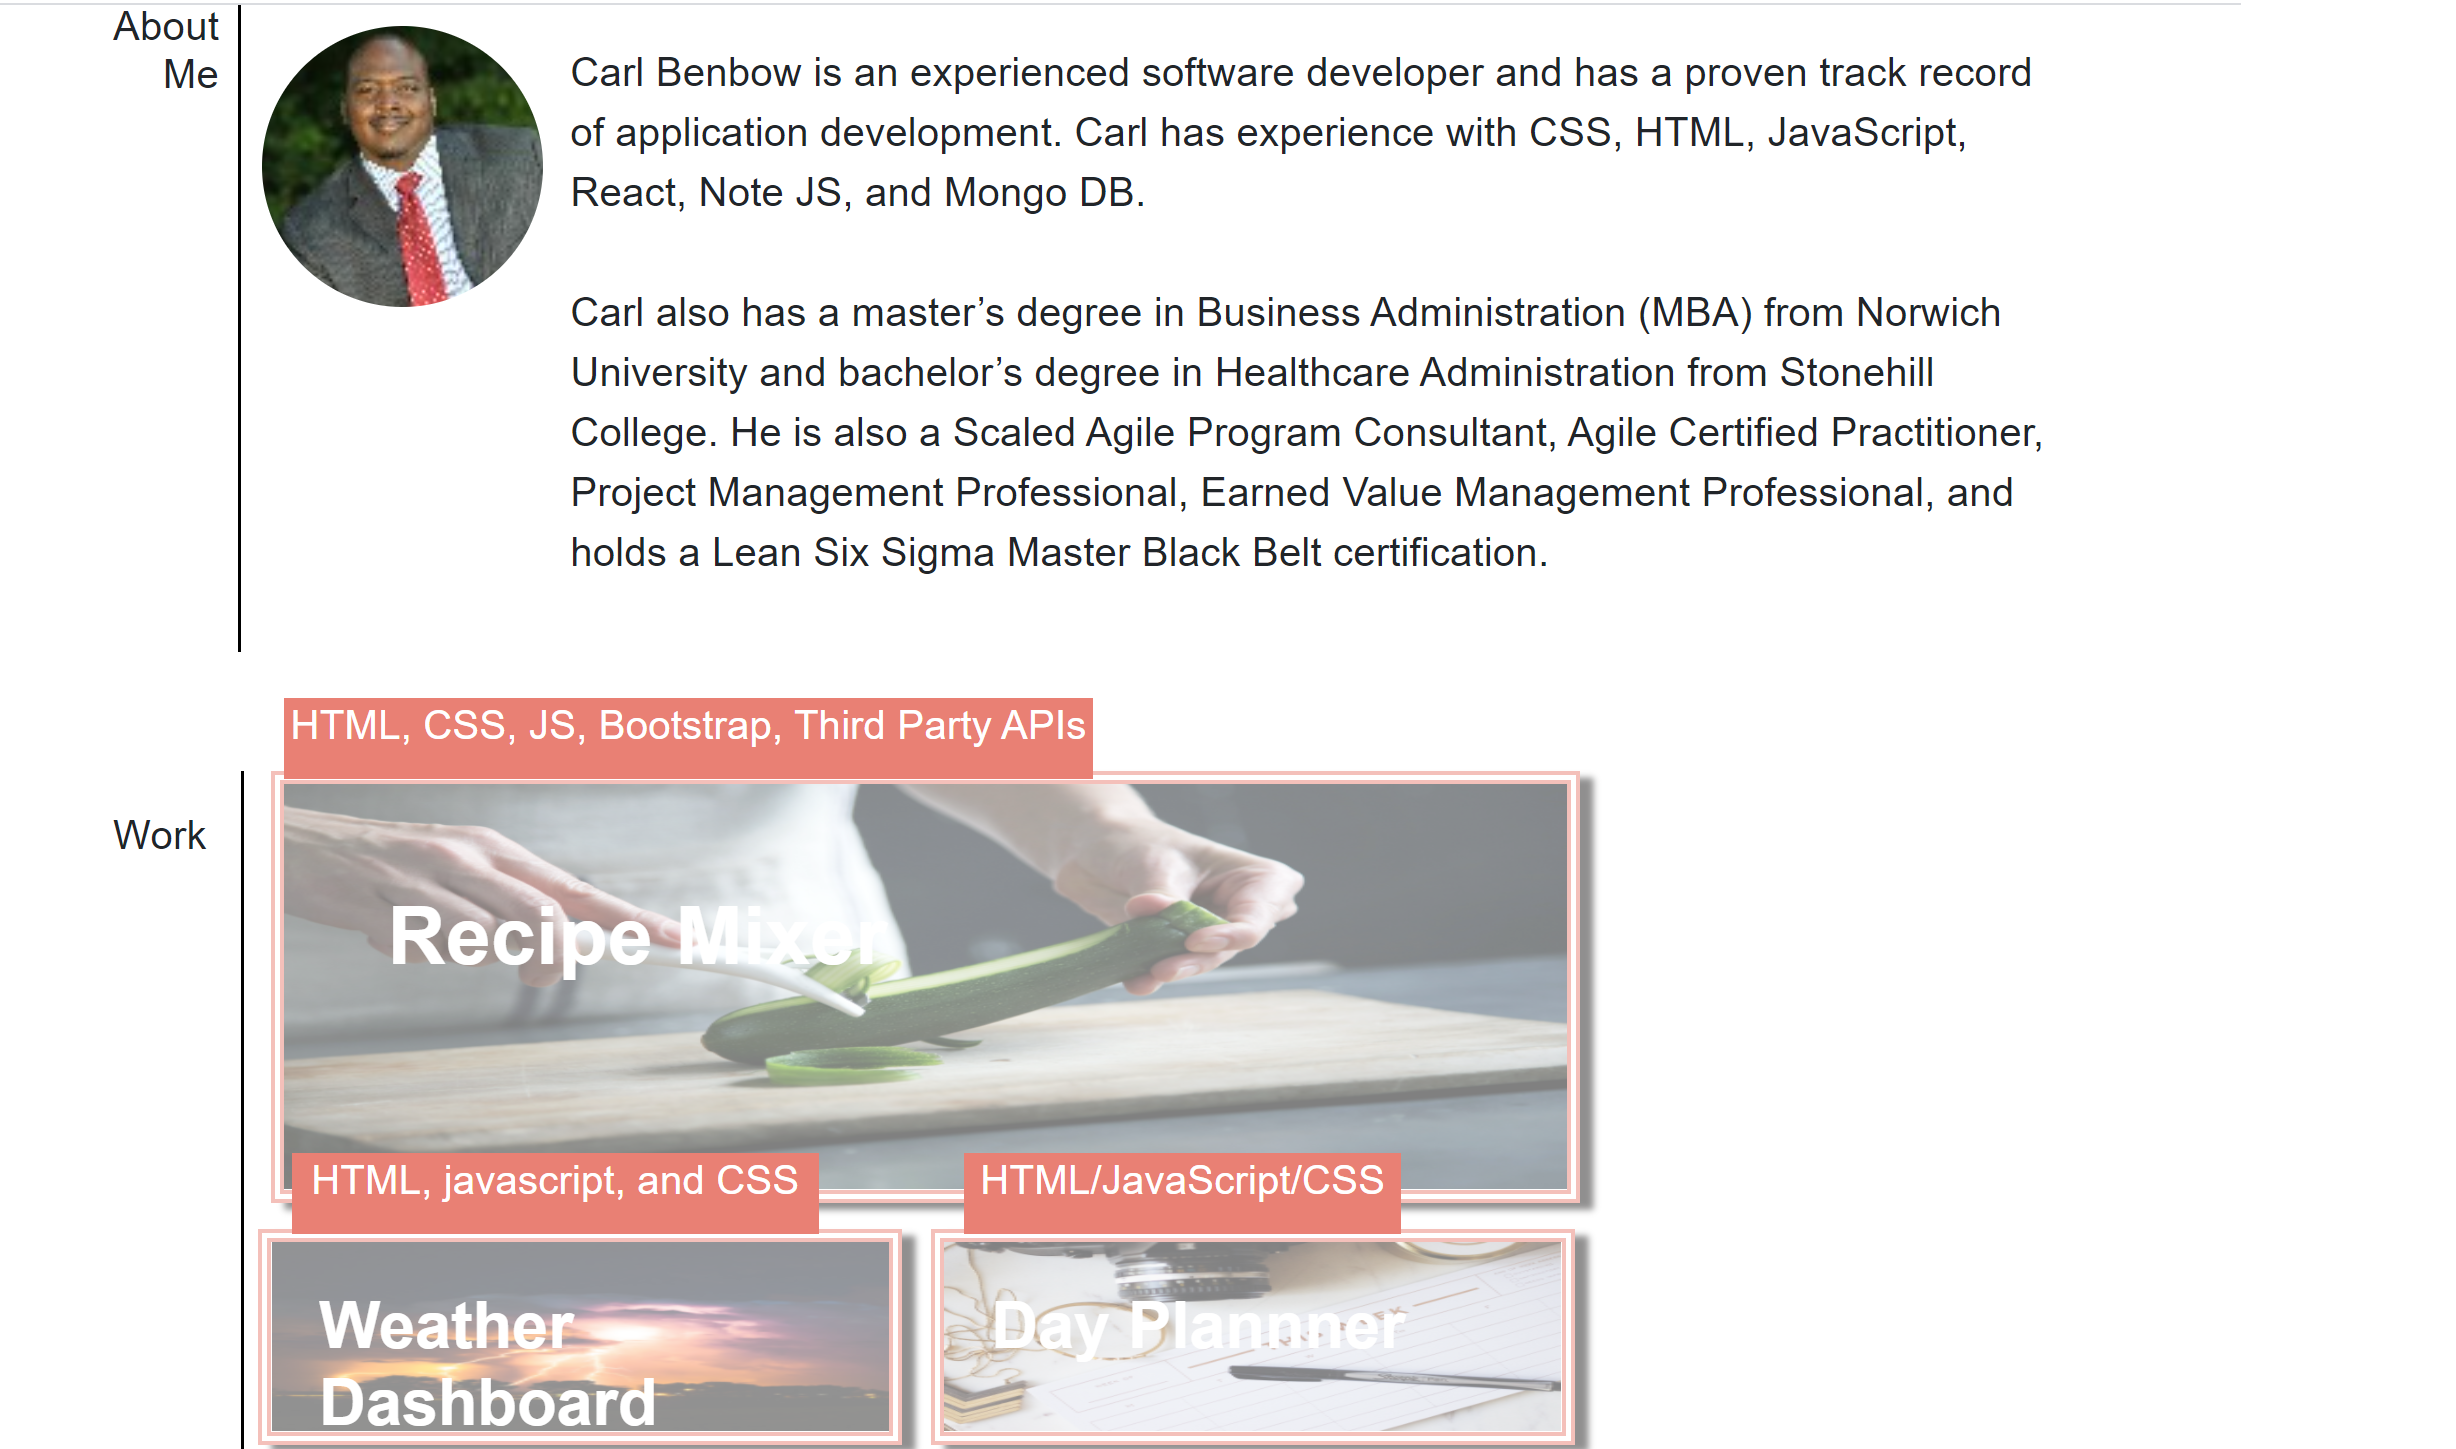 About
Me
Carl Benbow is an experienced software developer and has a proven track record
of application development. Carl has experience with CSS, HTML, JavaScript,
React, Note JS, and Mongo DB.
Carl also has a master’s degree in Business Administration (MBA) from Norwich
University and bachelor’s degree in Healthcare Administration from Stonehill
College. He is also a Scaled Agile Program Consultant, Agile Certified Practitioner,
Project Management Professional, Earned Value Management Professional, and
holds a Lean Six Sigma Master Black Belt certification.
HTML, CSS, JS, Bootstrap, Third Party APIs
Work
Recipe Mixer
HTML, javascript, and CSS
HTML/JavaScript/CSS
Weather
Dashboard
Day Plannner